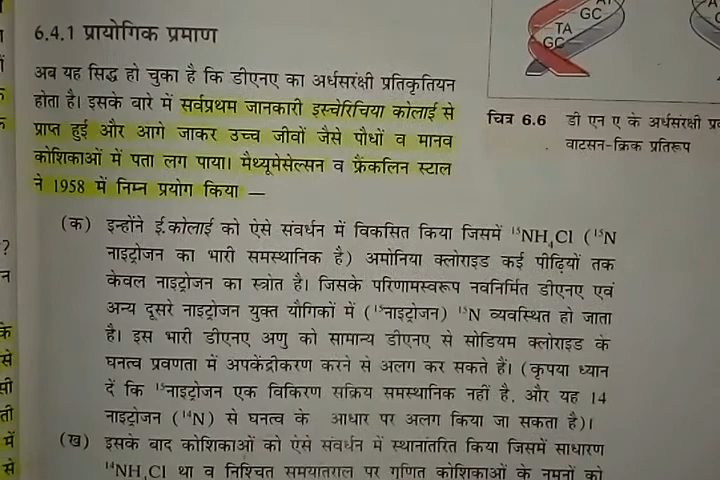 6.4.1 प्रायोगिक प्रमाण
अब यह सिद्ध हो चुका है कि डीएनए का अर्धसंरक्षी प्रतिकृतियन
होता है। इसके बारे में सर्वप्रथम जानकारी इस्चेरिचिया कोलाई से
प्राप्त हुई और आगे जाकर उच्च जीवों जैसे पौधों व मानव
कोशिकाओं में पता लग पाया। मैथ्यूमेसेल्सन व फ्रैंकलिन स्टाल
ने 1958 में निम्न प्रयोग किया —
(क) इन्होंने ई.कोलाई को ऐसे संवर्धन में विकसित किया जिसमें ¹⁵NH₄Cl (¹⁵N
नाइट्रोजन का भारी समस्थानिक है) अमोनिया क्लोराइड कई पीढ़ियों तक
केवल नाइट्रोजन का स्त्रोत है। जिसके परिणामस्वरूप नवनिर्मित डीएनए एवं
अन्य दूसरे नाइट्रोजन युक्त यौगिकों में (¹⁵नाइट्रोजन) ¹⁵N व्यवस्थित हो जाता
है। इस भारी डीएनए अणु को सामान्य डीएनए से सोडियम क्लोराइड के
घनत्व प्रवणता में अपकेंद्रीकरण करने से अलग कर सकते हैं। (कृपया ध्यान
दें कि ¹⁵नाइट्रोजन एक विकिरण सक्रिय समस्थानिक नहीं है, और यह 14
नाइट्रोजन (¹⁴N) से घनत्व के आधार पर अलग किया जा सकता है)।
(ख) इसके बाद कोशिकाओं को ऐसे संवर्धन में स्थानांतरित किया जिसमें साधारण
¹⁴NH₄Cl था व निश्चित समयांतराल पर गुणित कोशिकाओं के नमूनों को
GC
TA
GC
चित्र 6.6 डी एन ए के अर्धसंरक्षी
वाटसन-क्रिक प्रतिरूप
?
न
के
से
सी
ती
में
से